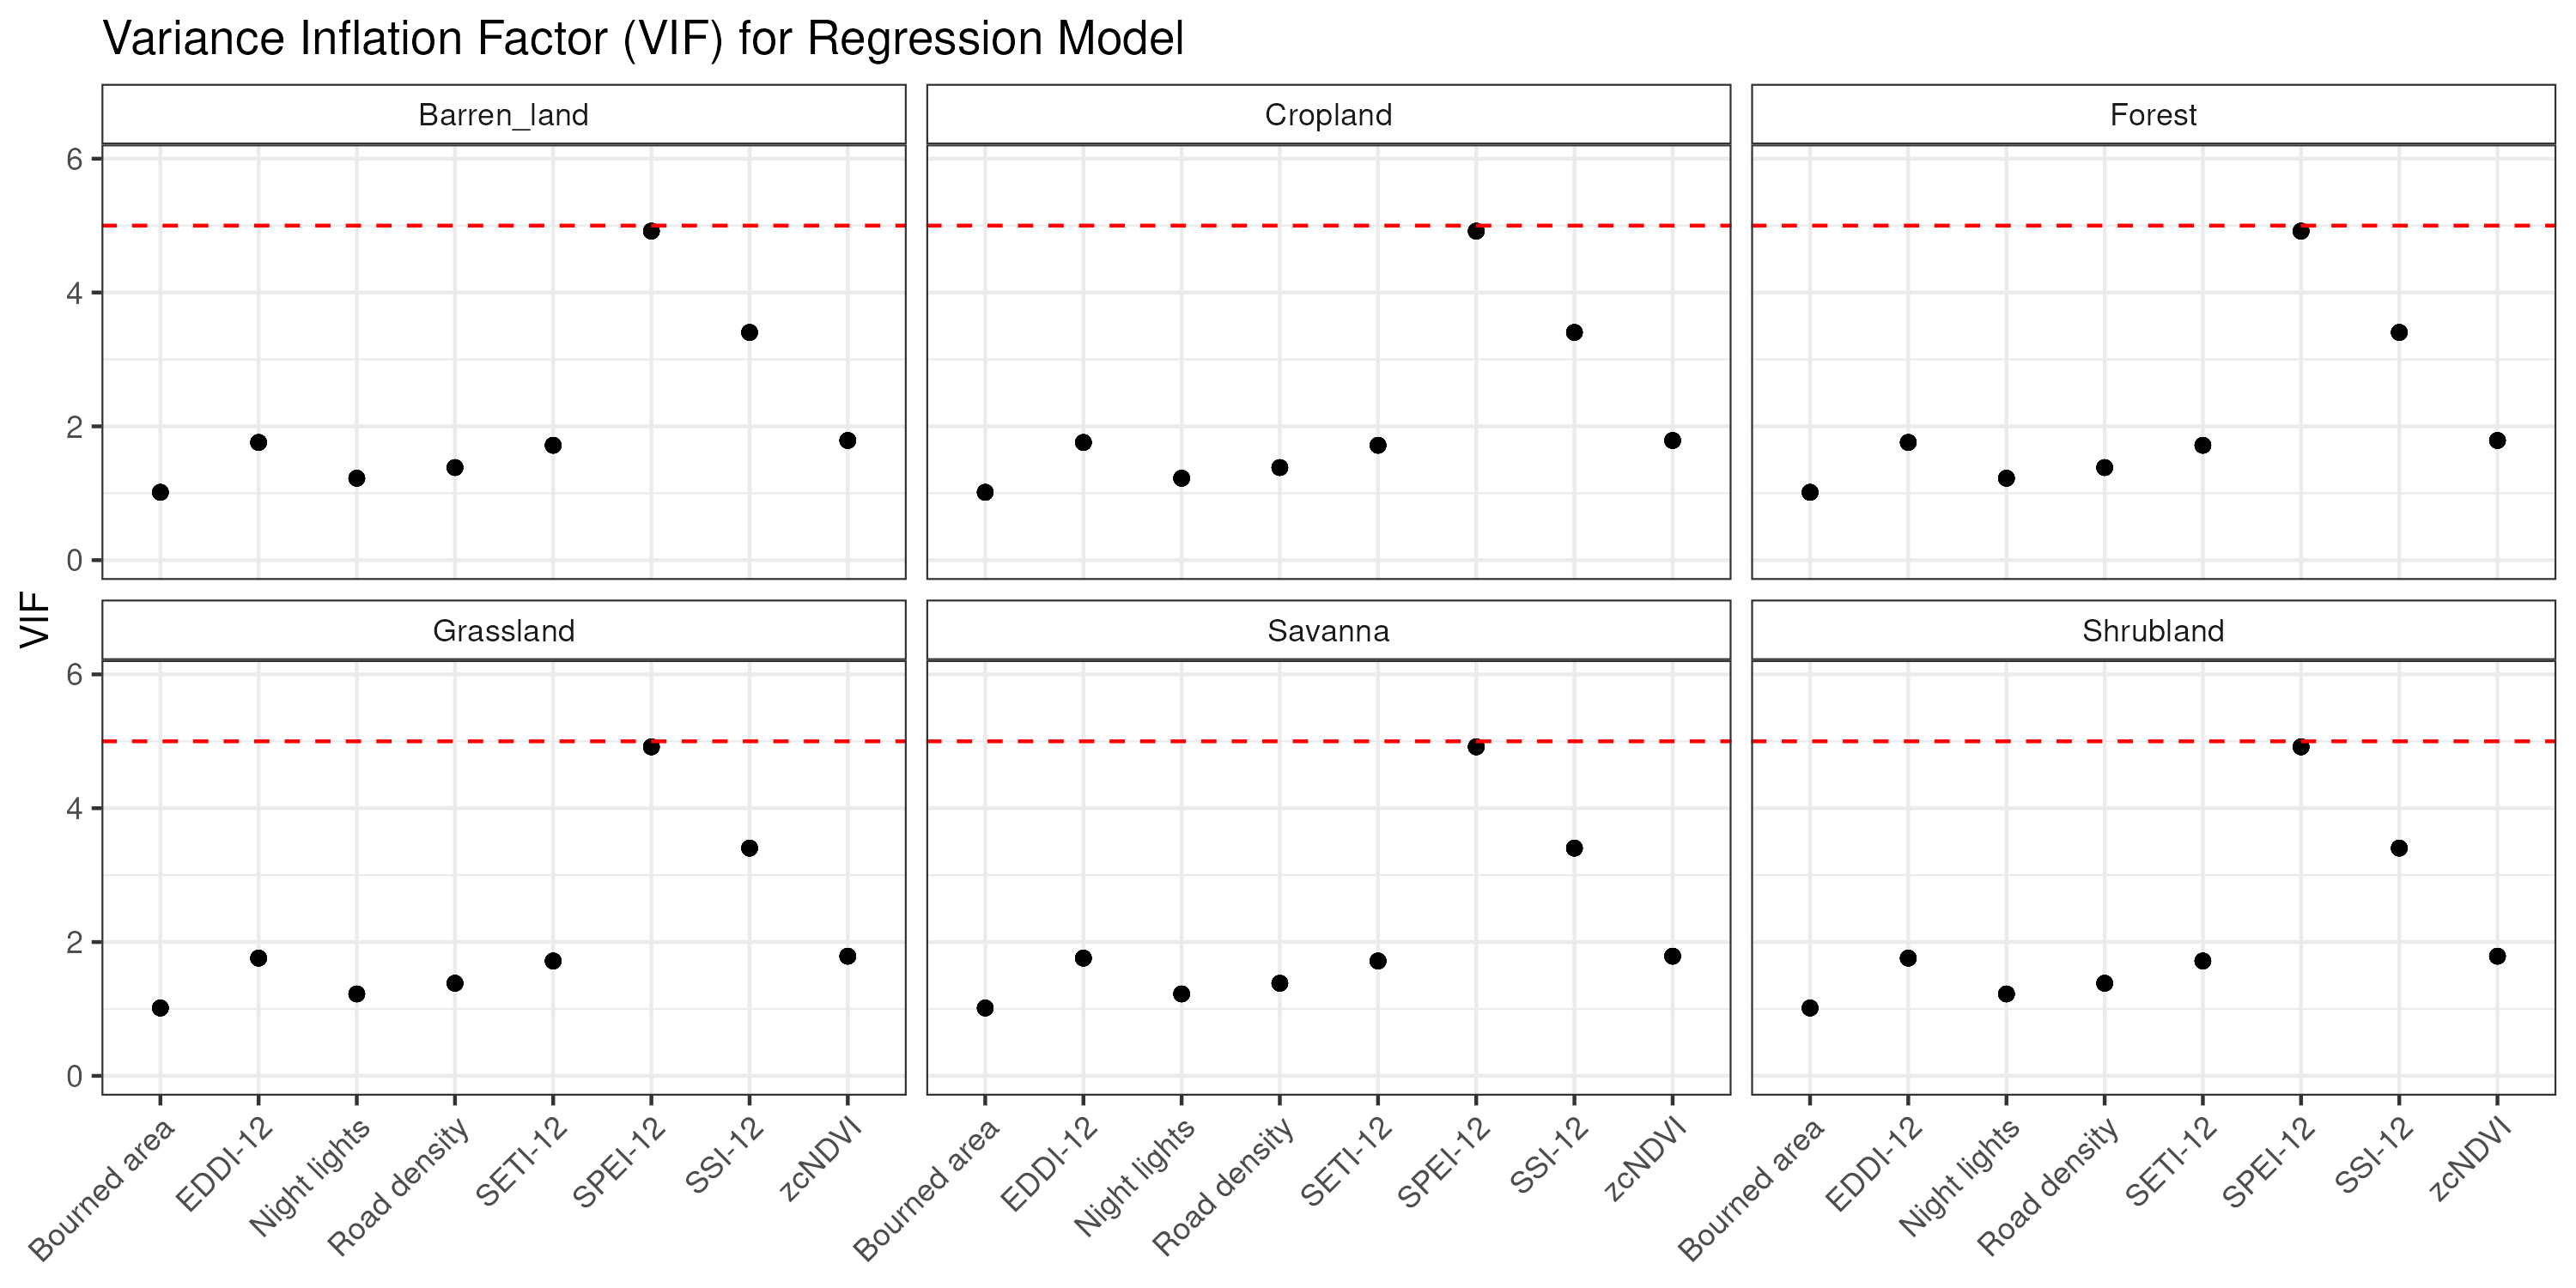 Variance Inflation Factor (VIF) for Regression Model
Barren_land
Cropland
Forest
6
4
2
0
VIF
Grassland
Savanna
Shrubland
6
4
2
0
Bourned area
EDDI-12
Night lights
Road density
SETI-12
SPEI-12
SSI-12
zcNDVI
Bourned area
EDDI-12
Night lights
Road density
SETI-12
SPEI-12
SSI-12
zcNDVI
Bourned area
EDDI-12
Night lights
Road density
SETI-12
SPEI-12
SSI-12
zcNDVI